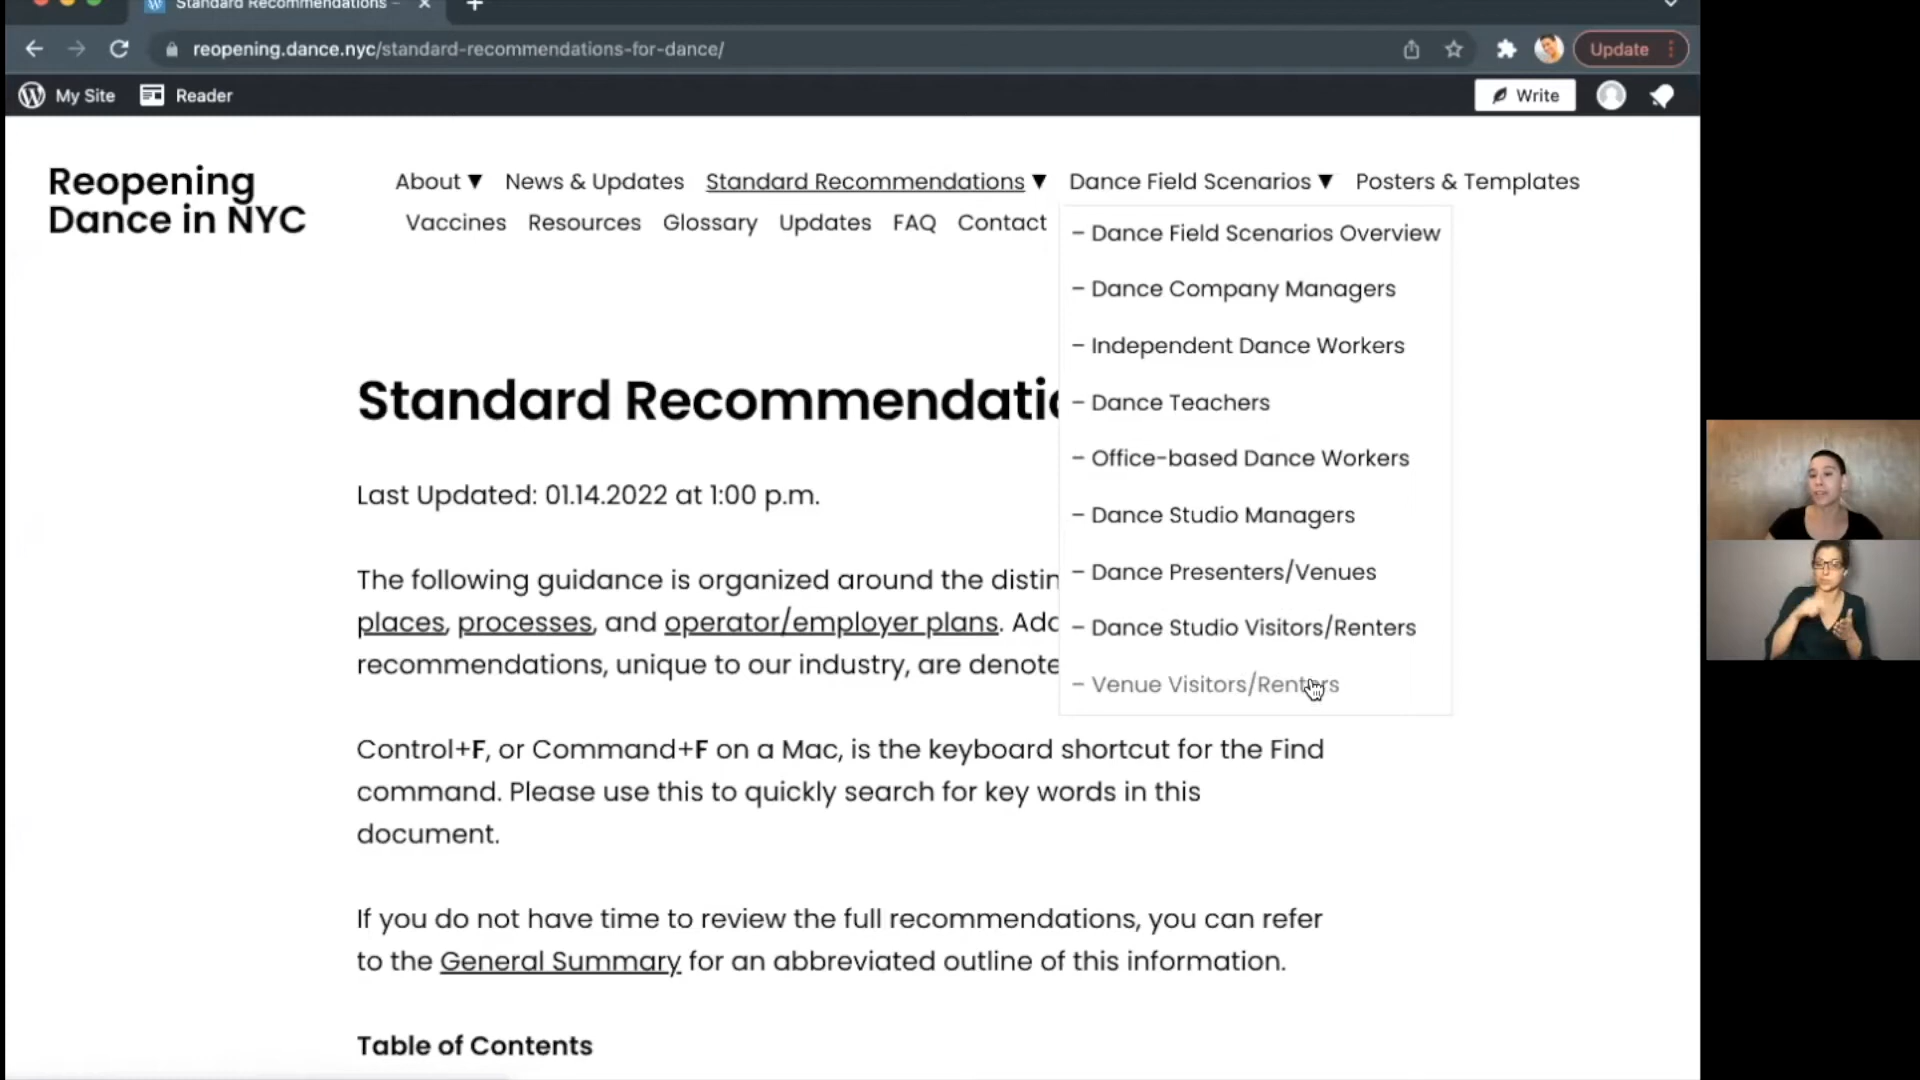 Standard Recommendations –
reopening.dance.nyc/standard-recommendations-for-dance/
Update
My Site
Reader
Write
Reopening
Dance in NYC
About ▼ News & Updates Standard Recommendations ▼ Dance Field Scenarios ▼ Posters & Templates
Vaccines Resources Glossary Updates FAQ Contact
– Dance Field Scenarios Overview
– Dance Company Managers
– Independent Dance Workers
– Dance Teachers
– Office-based Dance Workers
– Dance Studio Managers
– Dance Presenters/Venues
– Dance Studio Visitors/Renters
– Venue Visitors/Renters
Standard Recommendatio
Last Updated: 01.14.2022 at 1:00 p.m.
The following guidance is organized around the distin
places, processes, and operator/employer plans. Add
recommendations, unique to our industry, are denote
Control+F, or Command+F on a Mac, is the keyboard shortcut for the Find
command. Please use this to quickly search for key words in this
document.
If you do not have time to review the full recommendations, you can refer
to the General Summary for an abbreviated outline of this information.
Table of Contents